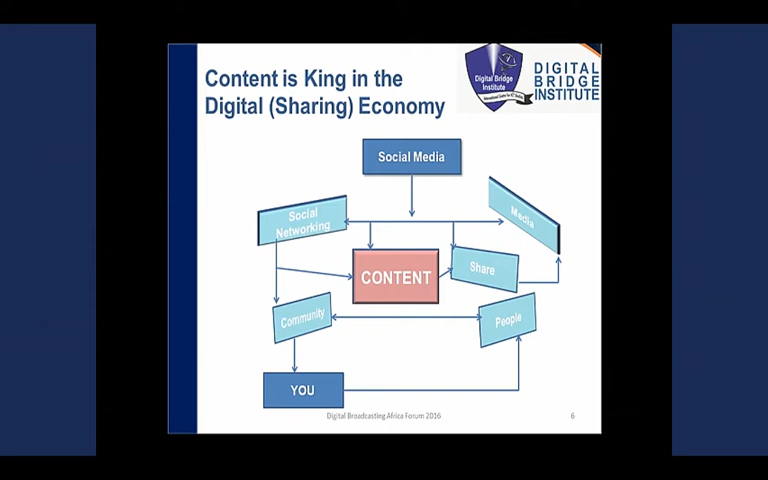 Content is King in the
Digital (Sharing) Economy
Digital Bridge
Institute
DIGITAL
BRIDGE
INSTITUTE
Social Media
Social
Networking
Media
CONTENT
Share
Community
People
YOU
Digital Broadcasting Africa Forum 2016
6